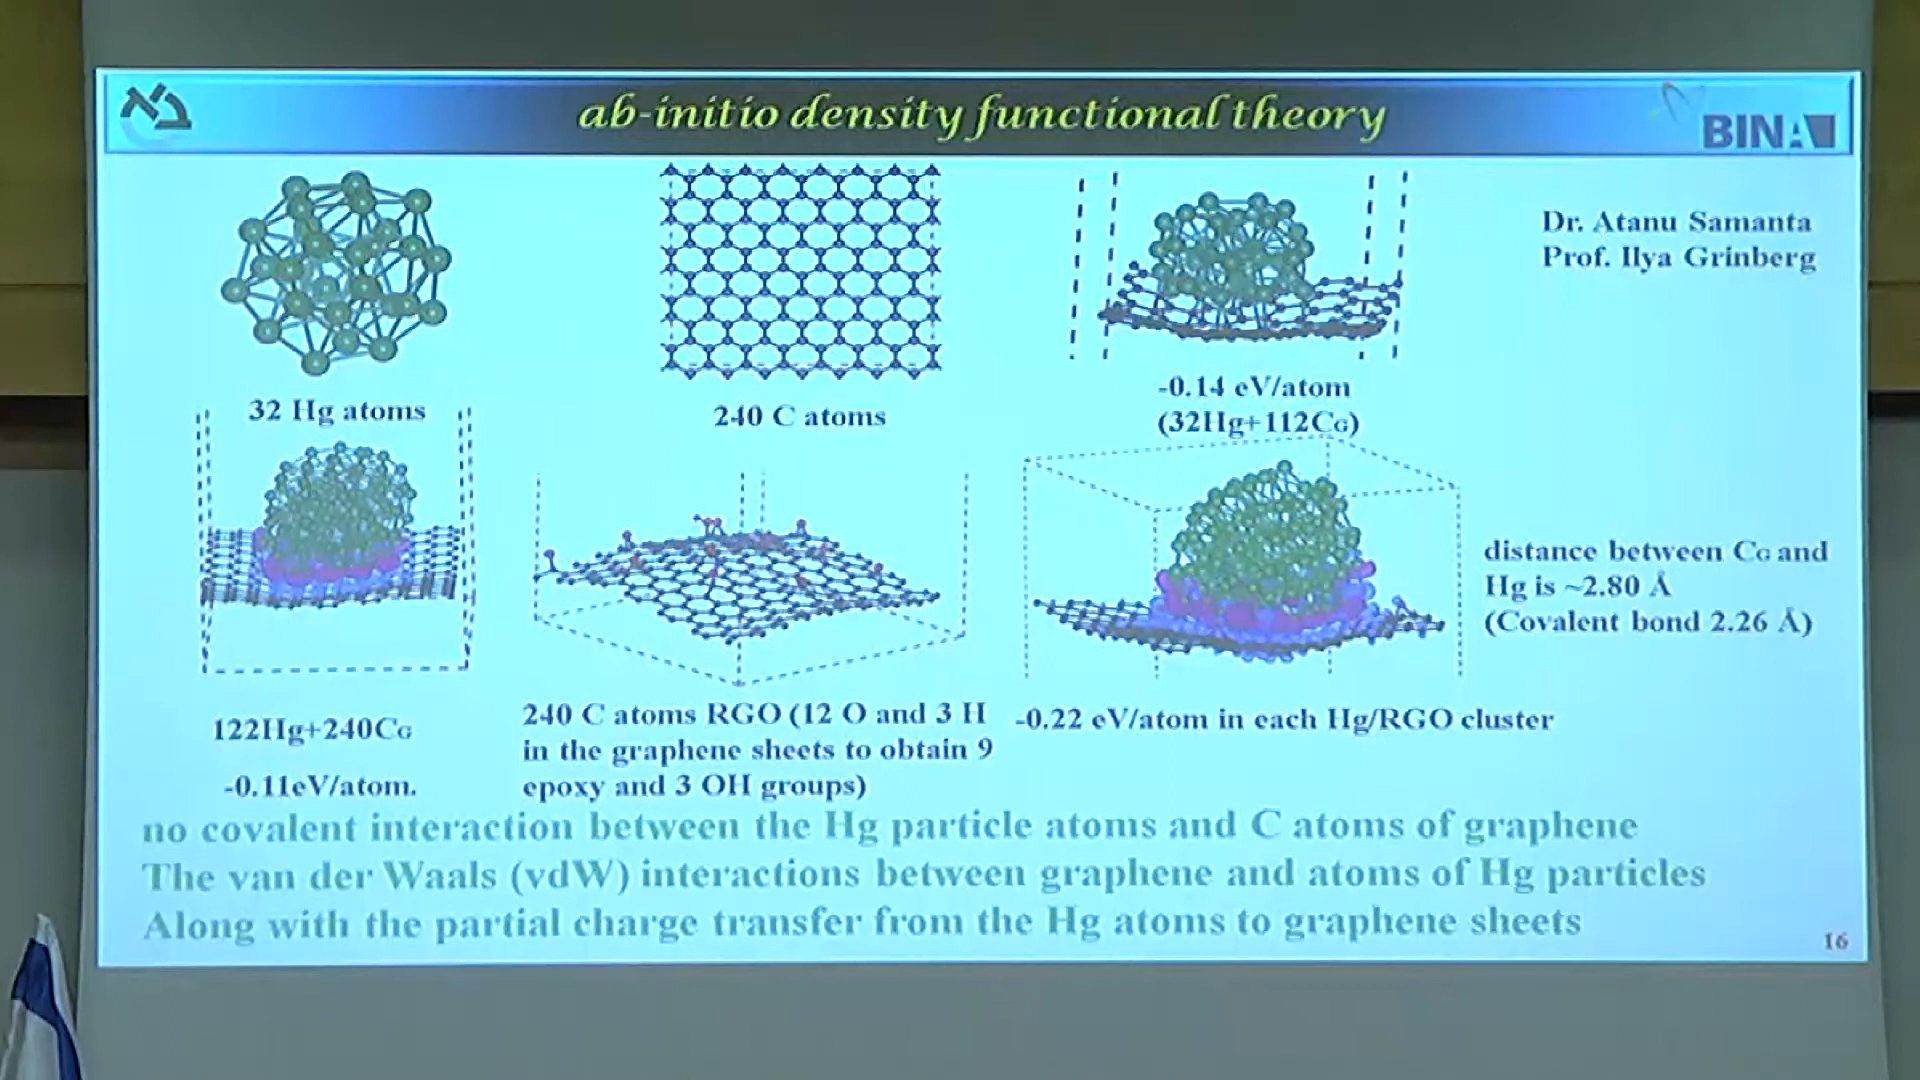 ab-initio density functional theory
BINA
Dr. Atanu Samanta
Prof. Ilya Grinberg
32 Hg atoms
240 C atoms
-0.14 eV/atom
(32Hg+112CG)
distance between CG and
Hg is ~2.80 Å
(Covalent bond 2.26 Å)
122Hg+240CG
-0.11eV/atom.
240 C atoms RGO (12 O and 3 H
in the graphene sheets to obtain 9
epoxy and 3 OH groups)
-0.22 eV/atom in each Hg/RGO cluster
no covalent interaction between the Hg particle atoms and C atoms of graphene
The van der Waals (vdW) interactions between graphene and atoms of Hg particles
Along with the partial charge transfer from the Hg atoms to graphene sheets
16